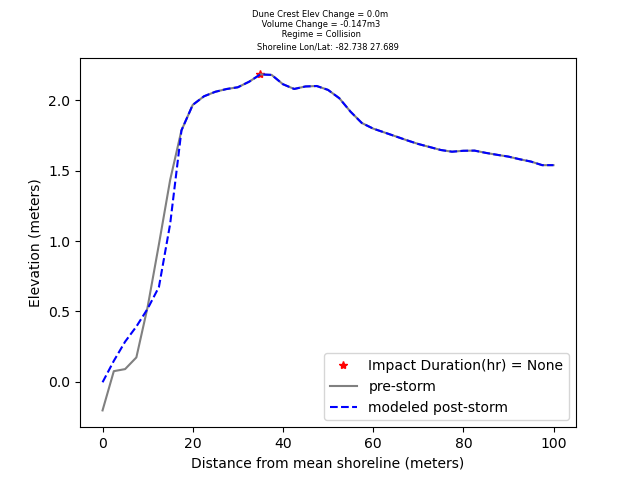 Dune Crest Elev Change = 0.0m
Volume Change = -0.147m3
Regime = Collision
Shoreline Lon/Lat: -82.738 27.689
2.0
1.5
1.0
0.5
0.0
Elevation (meters)
Impact Duration(hr) = None
pre-storm
modeled post-storm
0 20 40 60 80 100
Distance from mean shoreline (meters)